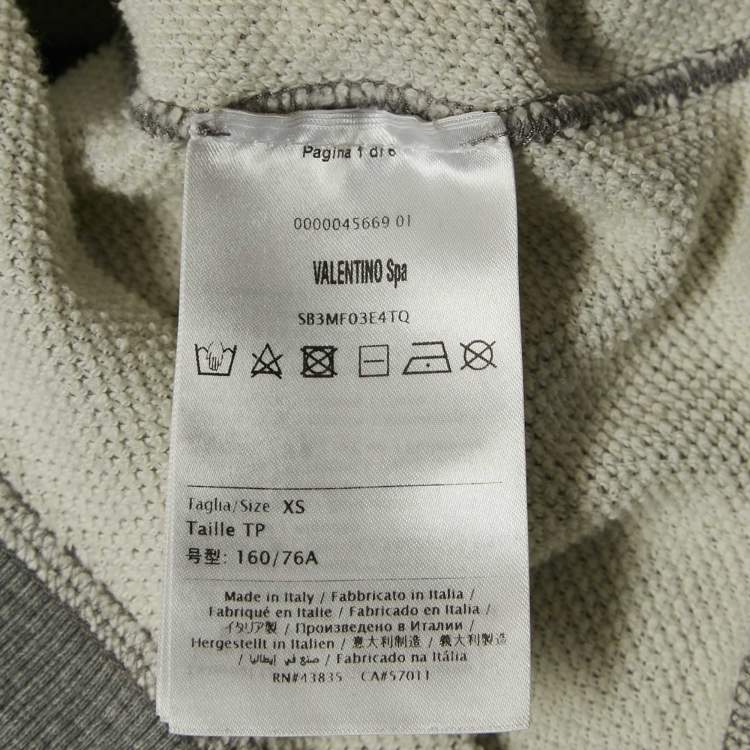 Pagina 1 di 6
0000045669 01
VALENTINO Spa
SB3MF03E4TQ
Taglia/Size XS
Taille TP
号型: 160/76A
Made in Italy / Fabbricato in Italia /
Fabriqué en Italie / Fabricado en Italia /
イタリア製 / Произведено в Италии /
Hergestellt in Italien / 意大利制造 / 義大利製造
/ صنع في إيطاليا / Fabricado na Itália
RN#43835 - CA#57011